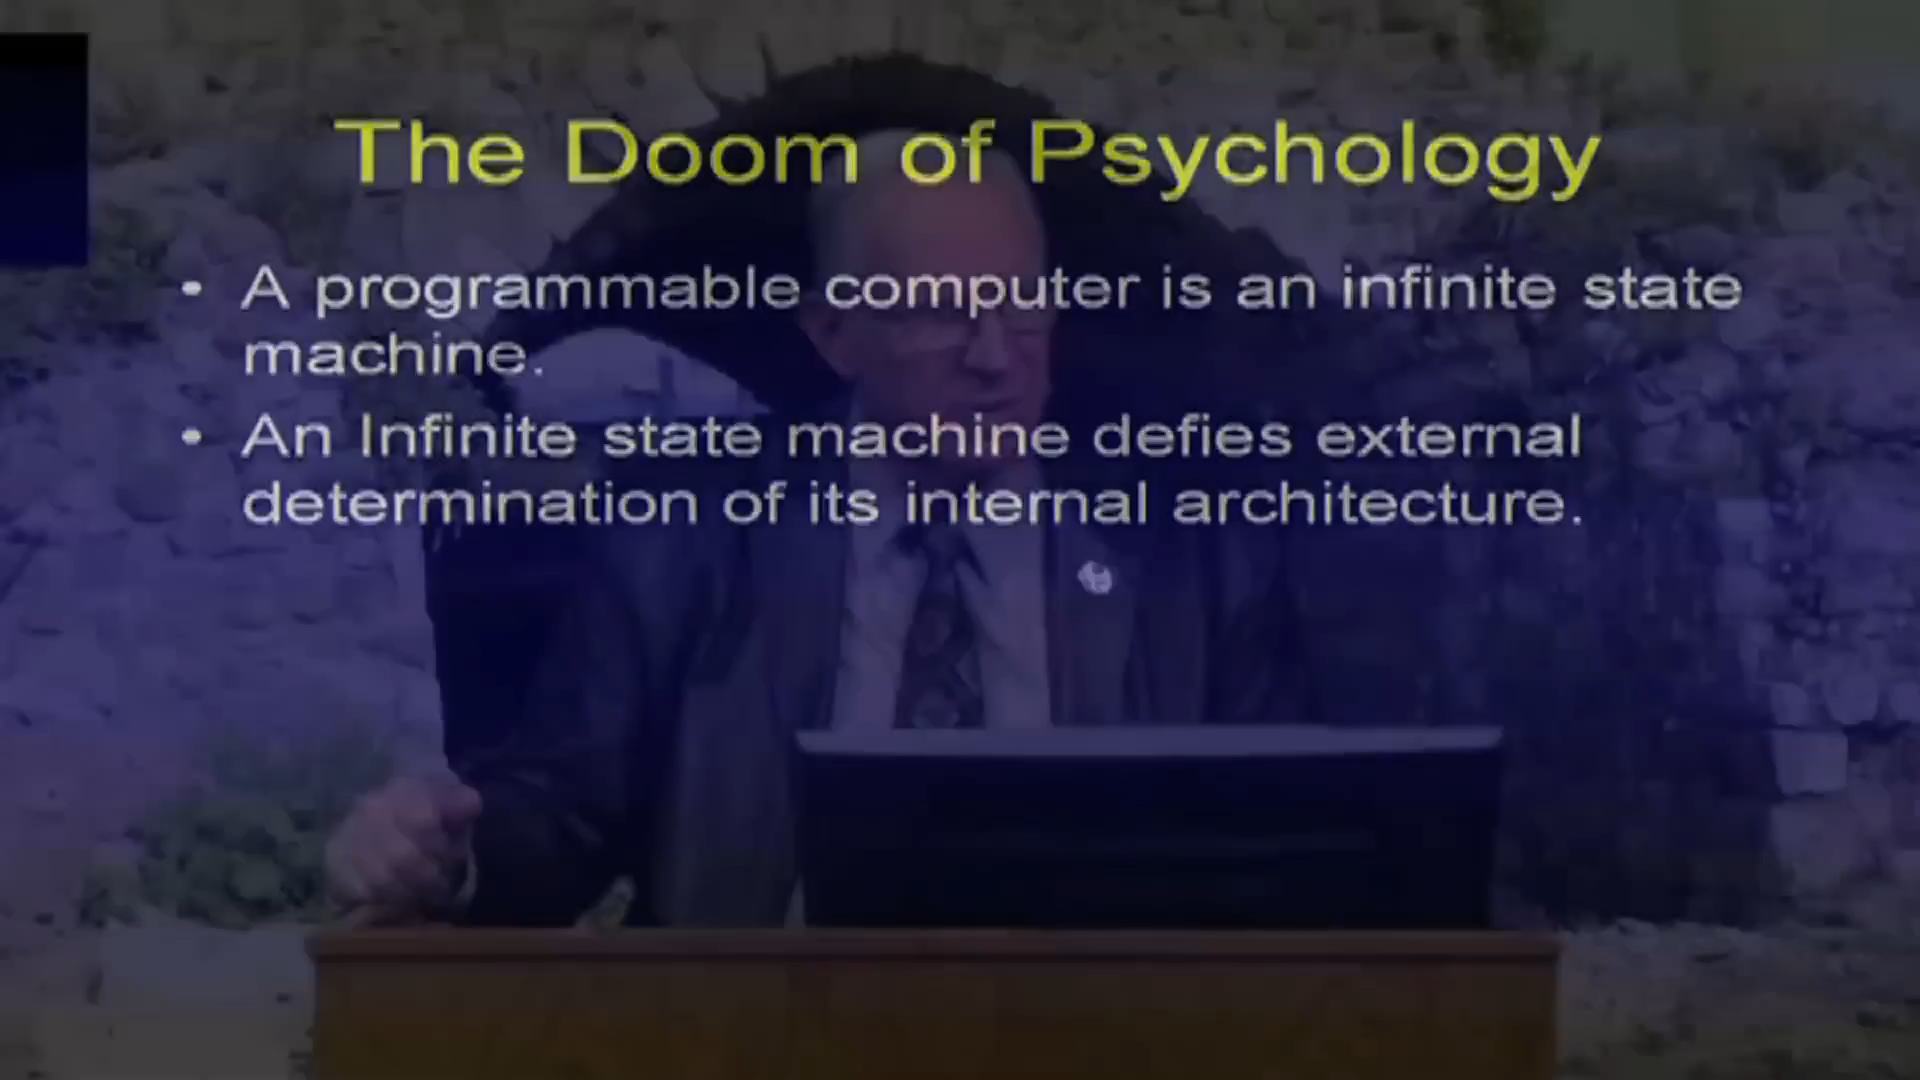 The Doom of Psychology
• A programmable computer is an infinite state
machine.
• An Infinite state machine defies external
determination of its internal architecture.